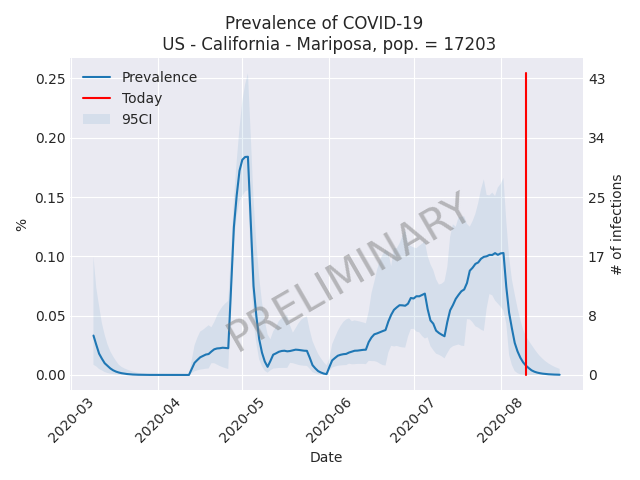 Prevalence of COVID-19
US - California - Mariposa, pop. = 17203
Prevalence
Today
95CI
PRELIMINARY
%
0.25
0.20
0.15
0.10
0.05
0.00
43
34
25
17
8
0
# of infections
2020-03
2020-04
2020-05
2020-06
2020-07
2020-08
Date